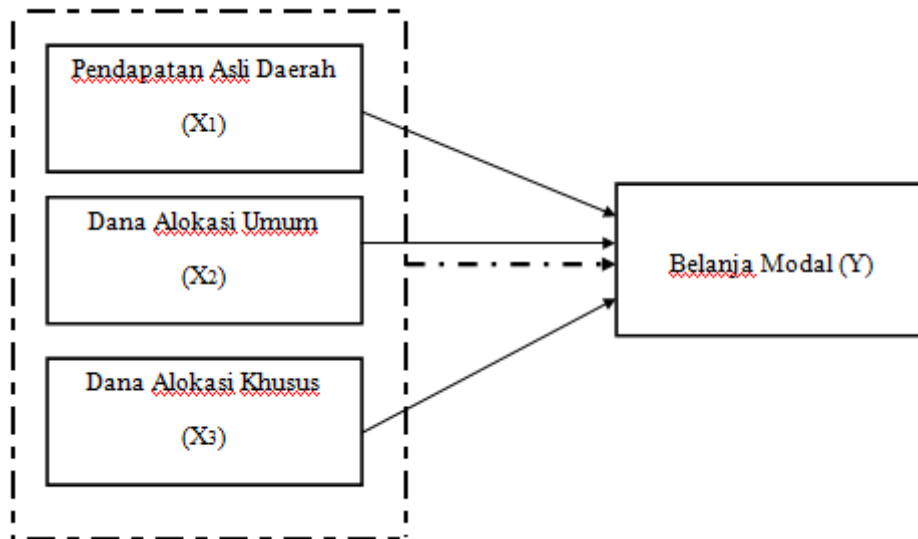 Pendapatan Asli Daerah
(X1)
Dana Alokasi Umum
(X2)
Belanja Modal (Y)
Dana Alokasi Khusus
(X3)